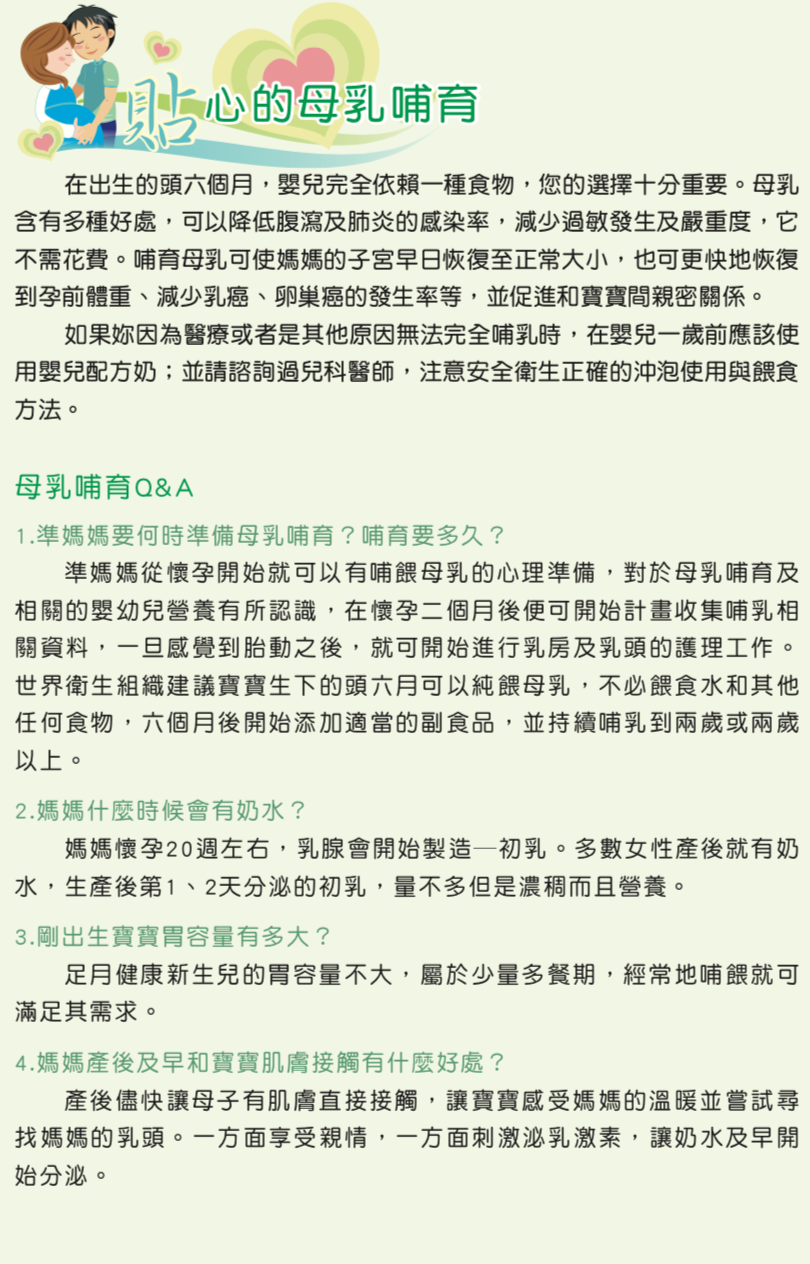 貼心的母乳哺育
在出生的頭六個月，嬰兒完全依賴一種食物，您的選擇十分重要。母乳
含有多種好處，可以降低腹瀉及肺炎的感染率，減少過敏發生及嚴重度，它
不需花費。哺育母乳可使媽媽的子宮早日恢復至正常大小，也可更快地恢復
到孕前體重、減少乳癌、卵巢癌的發生率等，並促進和寶寶間親密關係。
如果妳因為醫療或者是其他原因無法完全哺乳時，在嬰兒一歲前應該使
用嬰兒配方奶；並請諮詢過兒科醫師，注意安全衛生正確的沖泡使用與餵食
方法。
母乳哺育Q&A
1.準媽媽要何時準備母乳哺育？哺育要多久？
準媽媽從懷孕開始就可以有哺餵母乳的心理準備，對於母乳哺育及
相關的嬰幼兒營養有所認識，在懷孕二個月後便可開始計畫收集哺乳相
關資料，一旦感覺到胎動之後，就可開始進行乳房及乳頭的護理工作。
世界衛生組織建議寶寶生下的頭六月可以純餵母乳，不必餵食水和其他
任何食物，六個月後開始添加適當的副食品，並持續哺乳到兩歲或兩歲
以上。
2.媽媽什麼時候會有奶水？
媽媽懷孕20週左右，乳腺會開始製造─初乳。多數女性產後就有奶
水，生產後第1、2天分泌的初乳，量不多但是濃稠而且營養。
3.剛出生寶寶胃容量有多大？
足月健康新生兒的胃容量不大，屬於少量多餐期，經常地哺餵就可
滿足其需求。
4.媽媽產後及早和寶寶肌膚接觸有什麼好處？
產後儘快讓母子有肌膚直接接觸，讓寶寶感受媽媽的溫暖並嘗試尋
找媽媽的乳頭。一方面享受親情，一方面刺激泌乳激素，讓奶水及早開
始分泌。